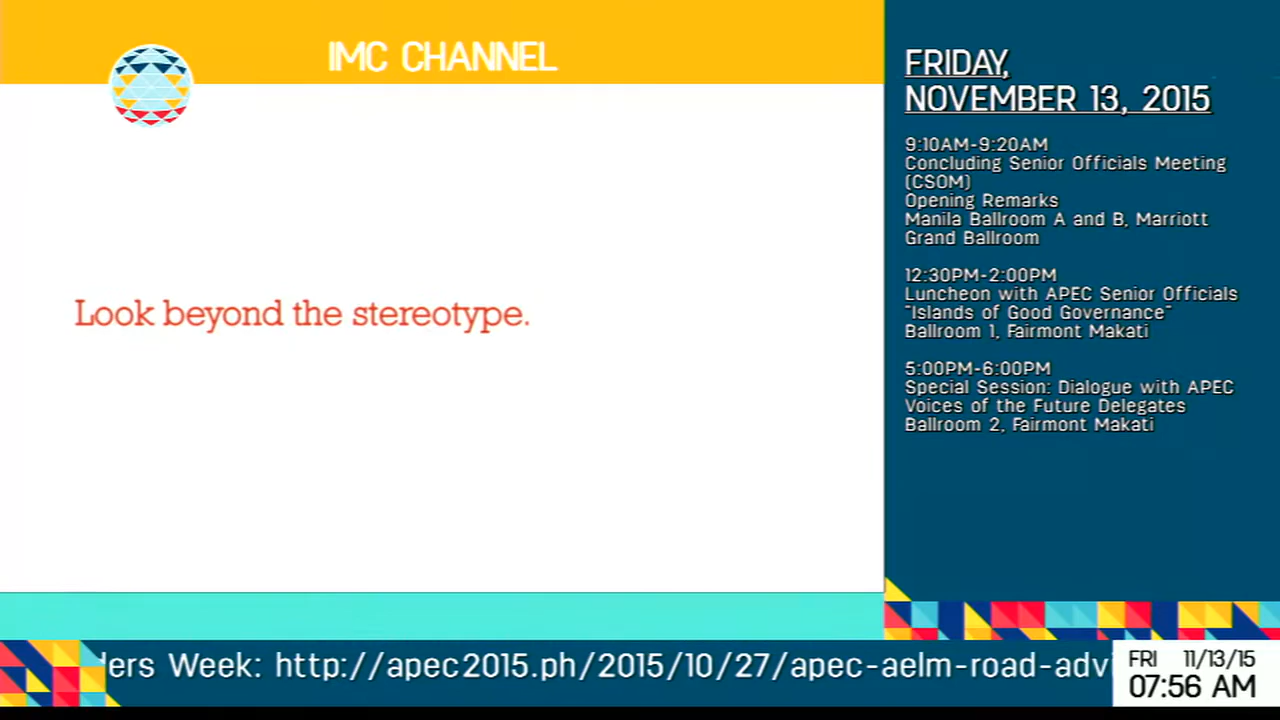 IMC CHANNEL
Look beyond the stereotype.
FRIDAY,
NOVEMBER 13, 2015
9:10AM-9:20AM
Concluding Senior Officials Meeting
(CSOM)
Opening Remarks
Manila Ballroom A and B, Marriott
Grand Ballroom
12:30PM-2:00PM
Luncheon with APEC Senior Officials
"Islands of Good Governance"
Ballroom 1, Fairmont Makati
5:00PM-6:00PM
Special Session: Dialogue with APEC
Voices of the Future Delegates
Ballroom 2, Fairmont Makati
ders Week: http://apec2015.ph/2015/10/27/apec-aelm-road-advi
FRI 11/13/15
07:56 AM